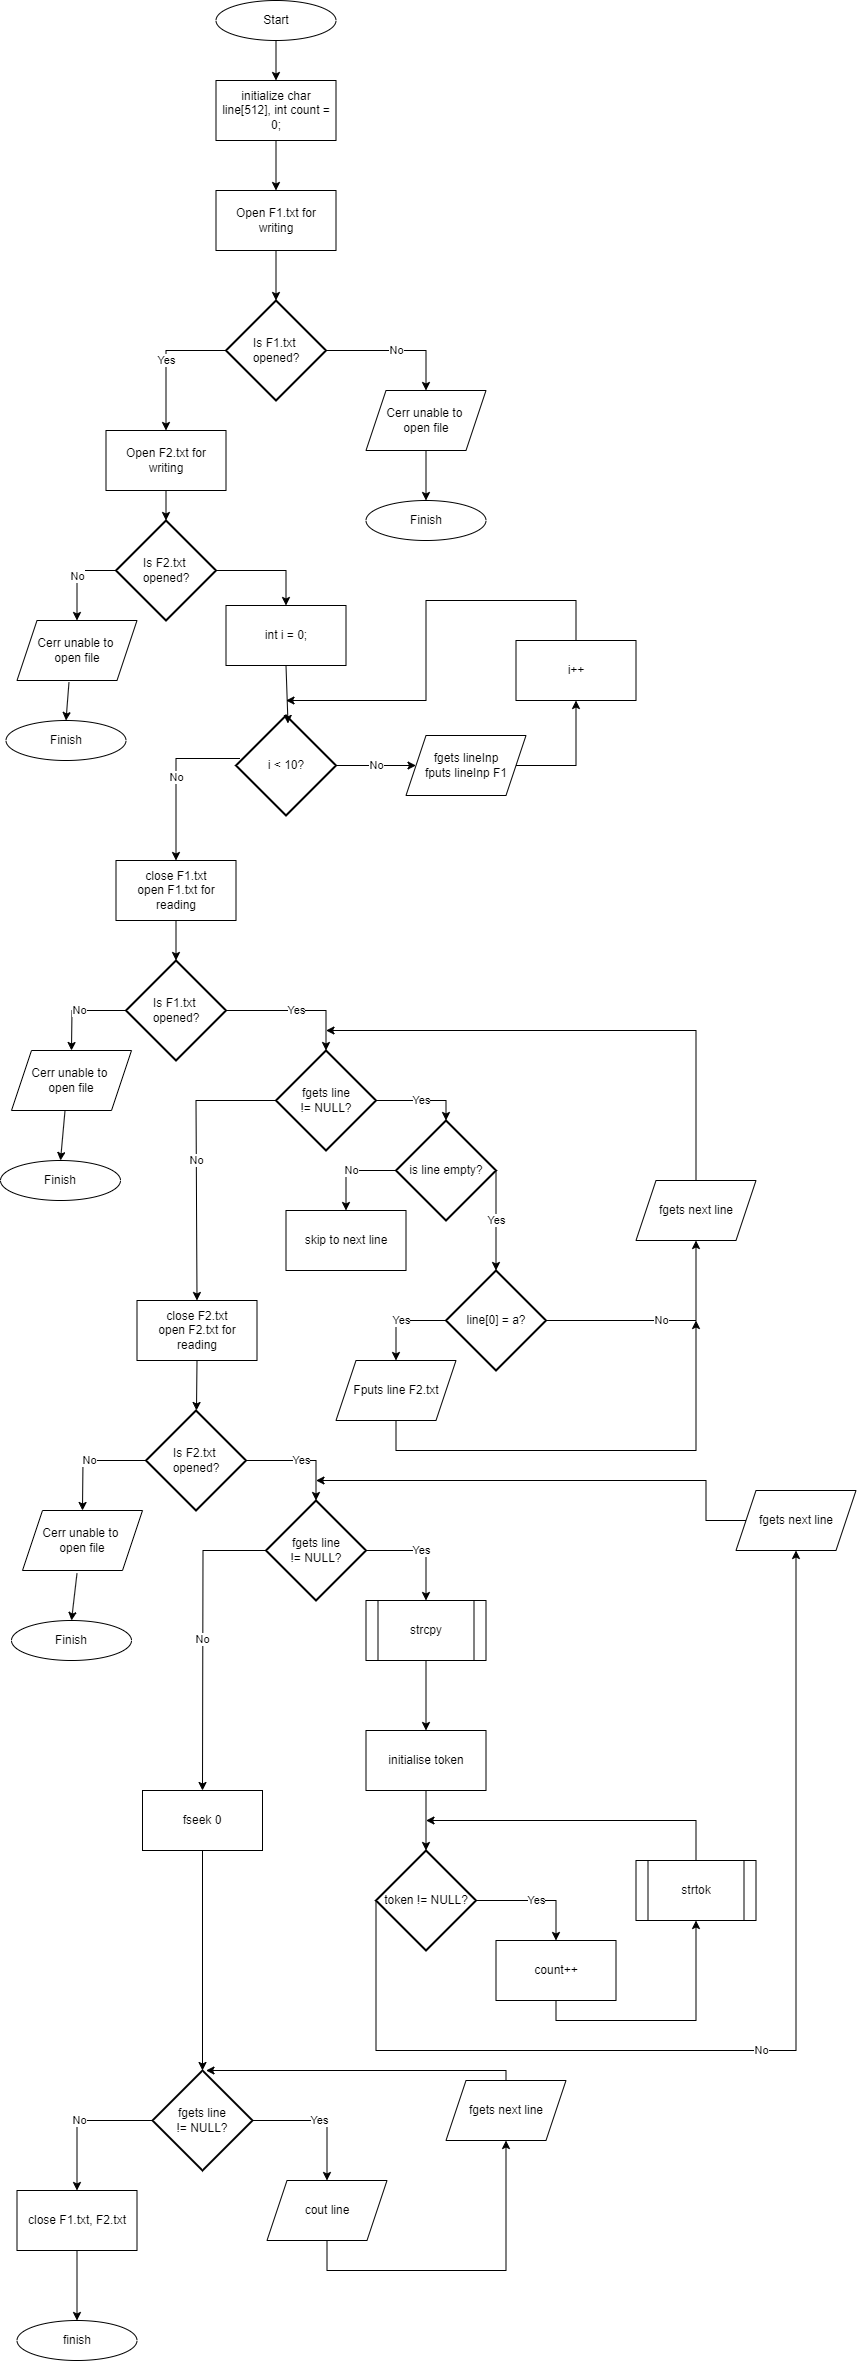 Start
initialize char
line[512], int count =
0;
Open F1.txt for
writing
Is F1.txt
opened?
Yes
No
Cerr unable to
open file
Finish
Open F2.txt for
writing
Is F2.txt
opened?
No
Cerr unable to
open file
Finish
int i = 0;
i++
i < 10?
No
No
fgets lineInp
fputs lineInp F1
close F1.txt
open F1.txt for
reading
Is F1.txt
opened?
No
Yes
Cerr unable to
open file
Finish
fgets line
!= NULL?
Yes
No
is line empty?
No
skip to next line
Yes
fgets next line
line[0] = a?
Yes
No
Fputs line F2.txt
close F2.txt
open F2.txt for
reading
Is F2.txt
opened?
No
Yes
Cerr unable to
open file
Finish
fgets line
!= NULL?
Yes
No
fgets next line
strcpy
initialise token
fseek 0
token != NULL?
Yes
strtok
count++
No
fgets line
!= NULL?
No
Yes
fgets next line
cout line
close F1.txt, F2.txt
finish